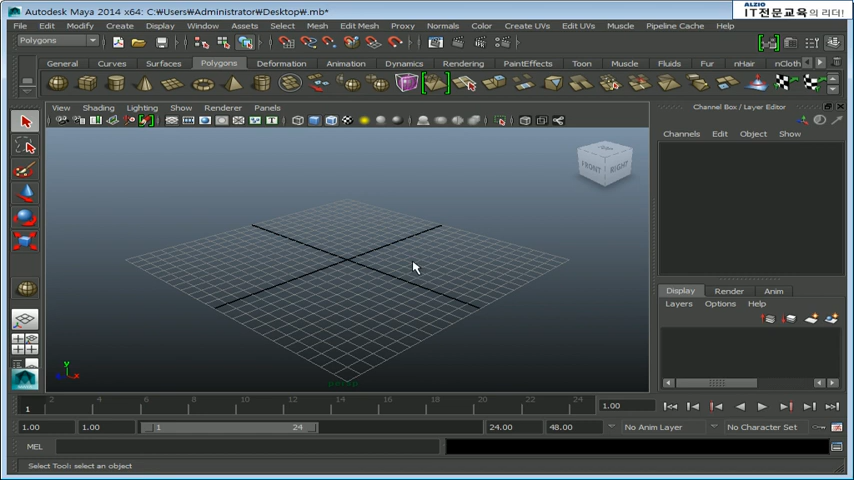 Autodesk Maya 2014 x64: C:\Users\Administrator\Desktop\.mb*
ALZIO
IT전문교육의 리더!
File Edit Modify Create Display Window Assets Select Mesh Edit Mesh Proxy Normals Color Create UVs Edit UVs Muscle Pipeline Cache Help
Polygons
General Curves Surfaces Polygons Deformation Animation Dynamics Rendering PaintEffects Toon Muscle Fluids Fur nHair nCloth
View Shading Lighting Show Renderer Panels
Channel Box / Layer Editor
Channels Edit Object Show
FRONT RIGHT
persp
y
x
Display Render Anim
Layers Options Help
2 4 6 8 10 12 14 16 18 20 22 24
1
1.00
1.00 1.00 1 24 24.00 48.00 No Anim Layer No Character Set
MEL
Select Tool: select an object